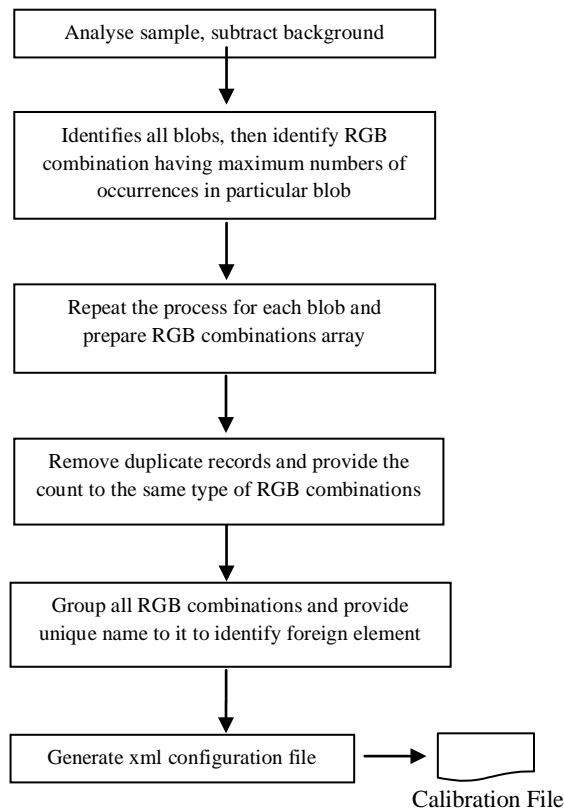 Analyse sample, subtract background
Identifies all blobs, then identify RGB
combination having maximum numbers of
occurrences in particular blob
Repeat the process for each blob and
prepare RGB combinations array
Remove duplicate records and provide the
count to the same type of RGB combinations
Group all RGB combinations and provide
unique name to it to identify foreign element
Generate xml configuration file
Calibration File